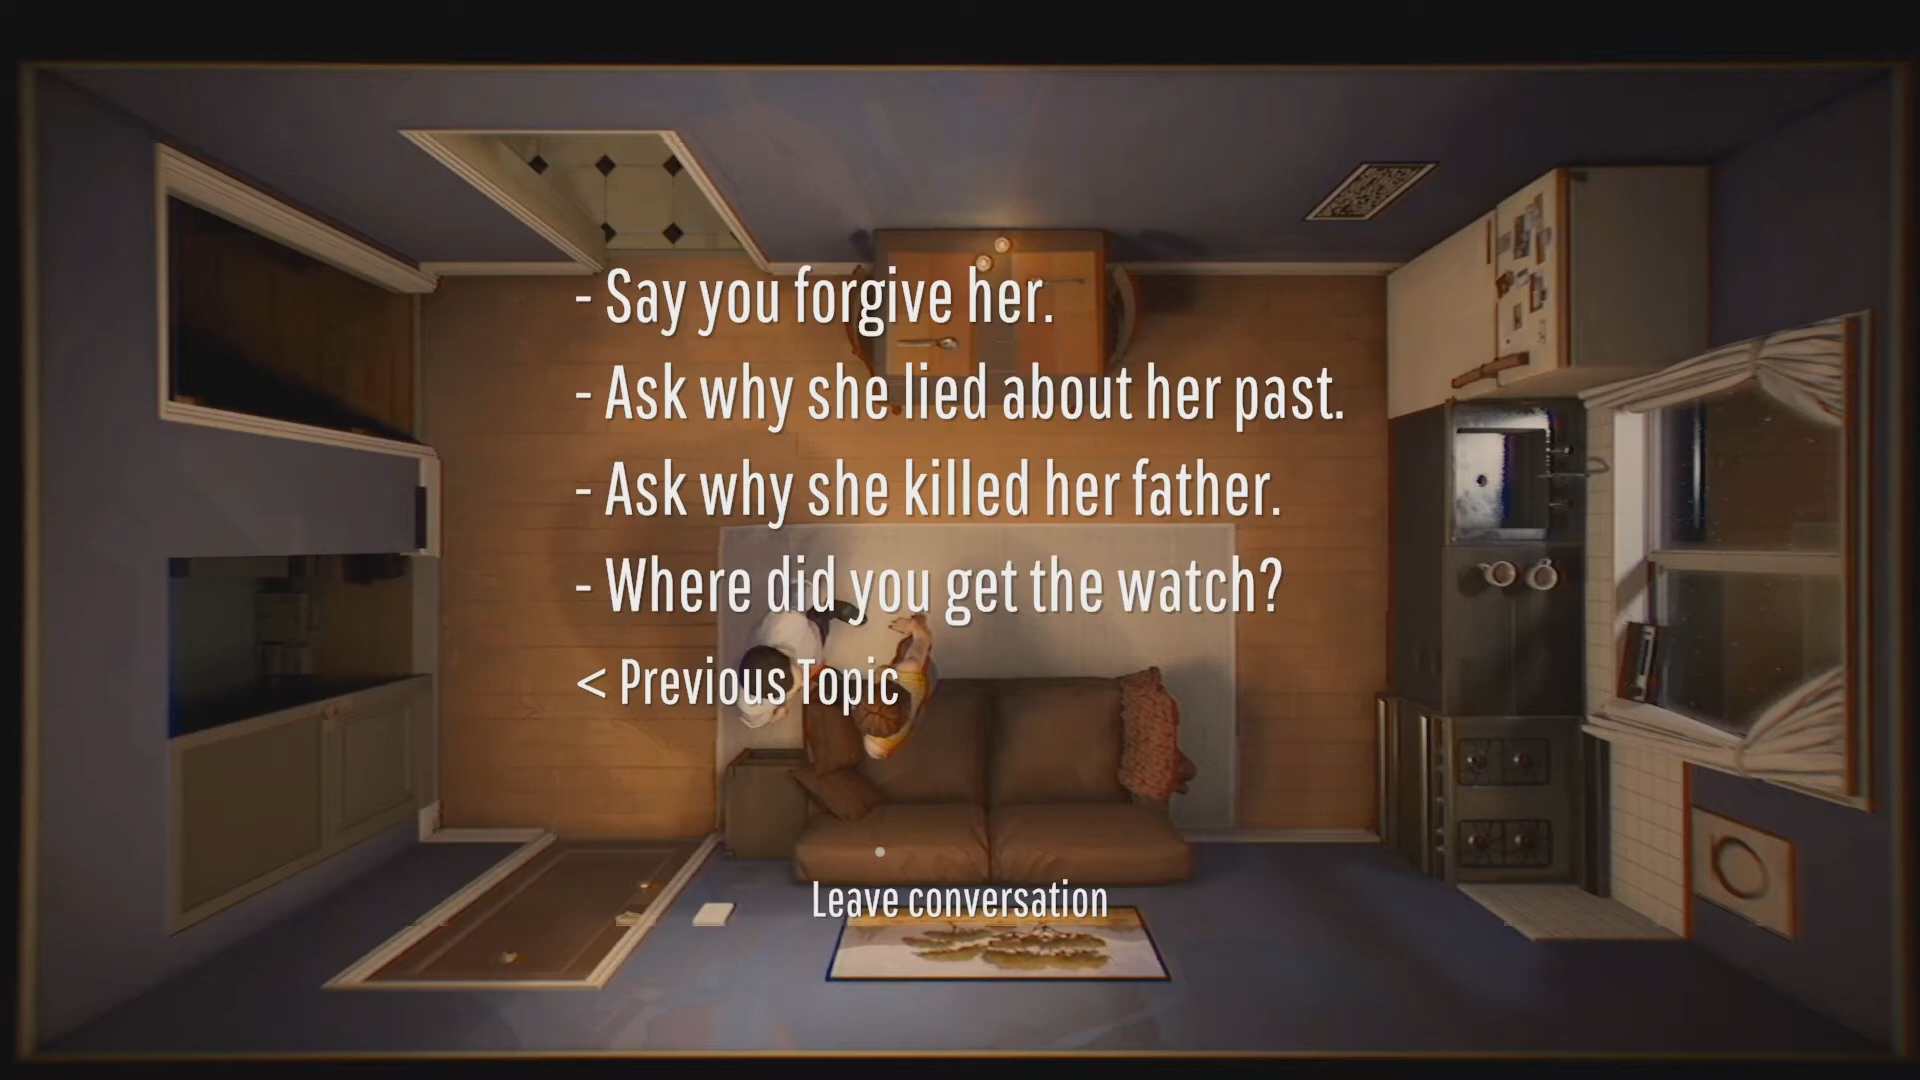 - Say you forgive her.
- Ask why she lied about her past.
- Ask why she killed her father.
- Where did you get the watch?
< Previous Topic
Leave conversation